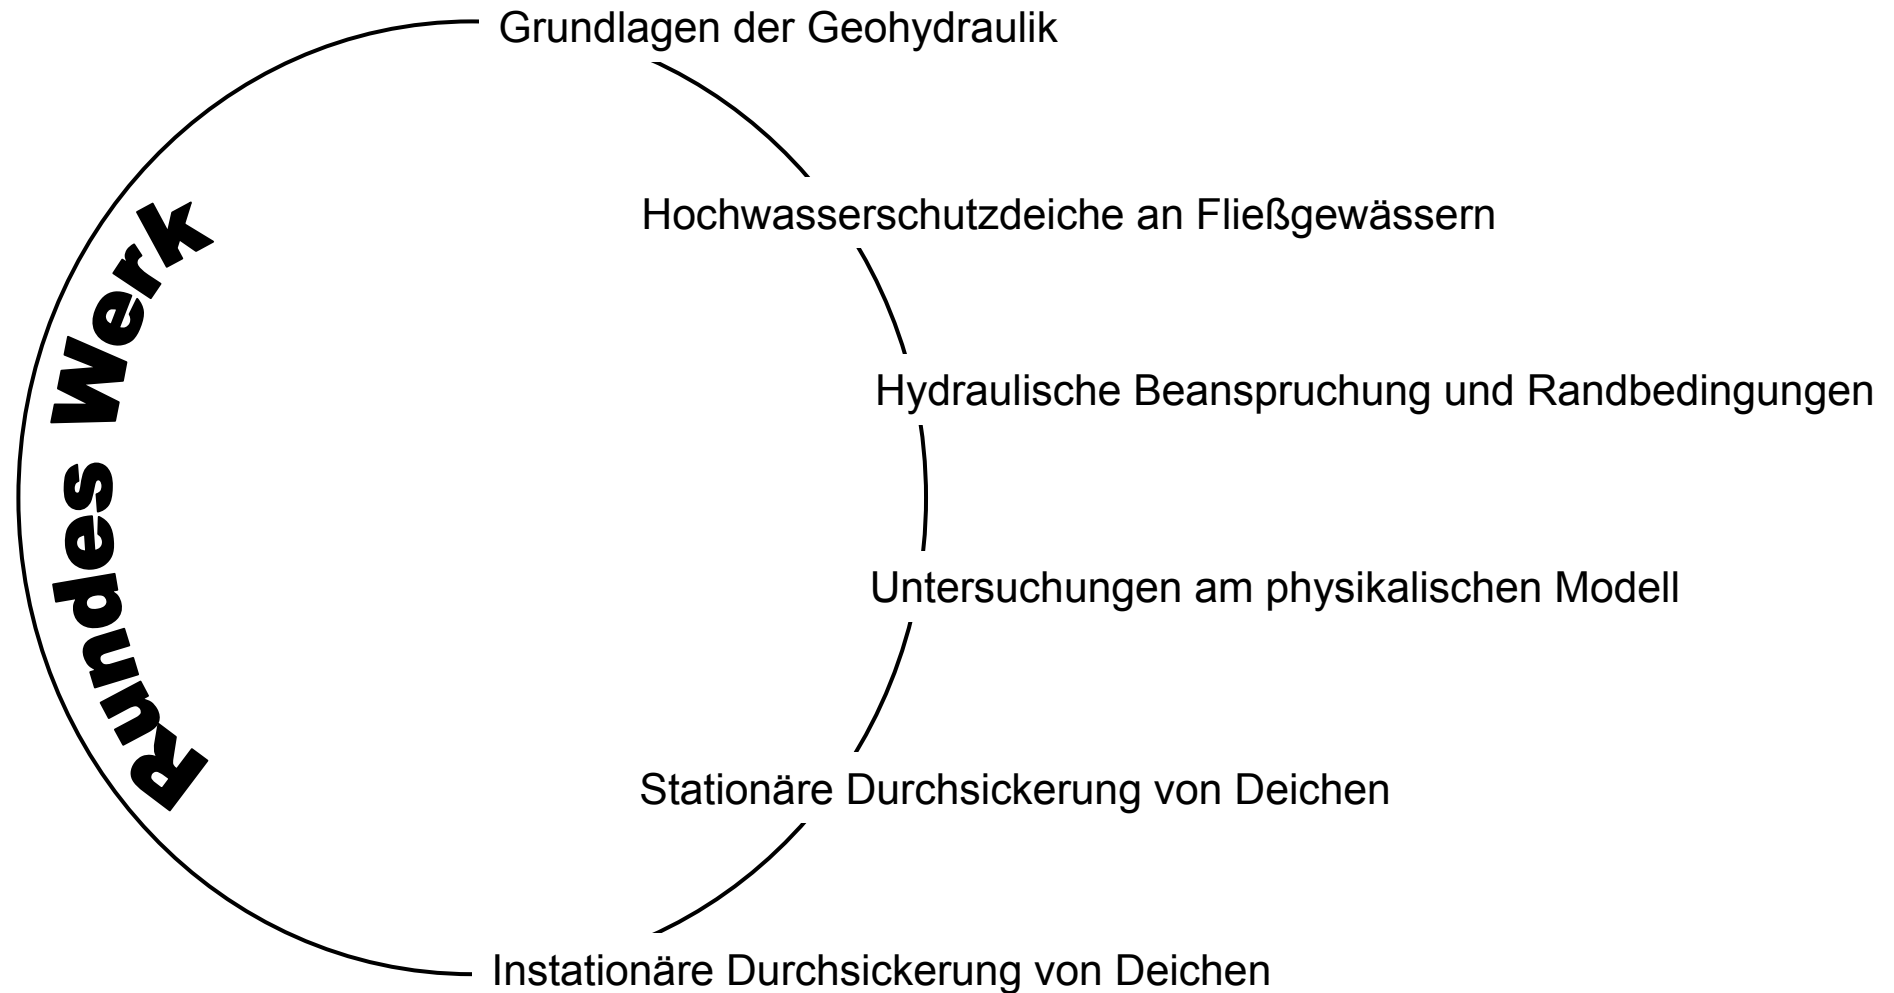 Grundlagen der Geohydraulik
Hochwasserschutzdeiche an Fließgewässern
Hydraulische Beanspruchung und Randbedingungen
Untersuchungen am physikalischen Modell
Stationäre Durchsickerung von Deichen
Instationäre Durchsickerung von Deichen
Rundes Werk